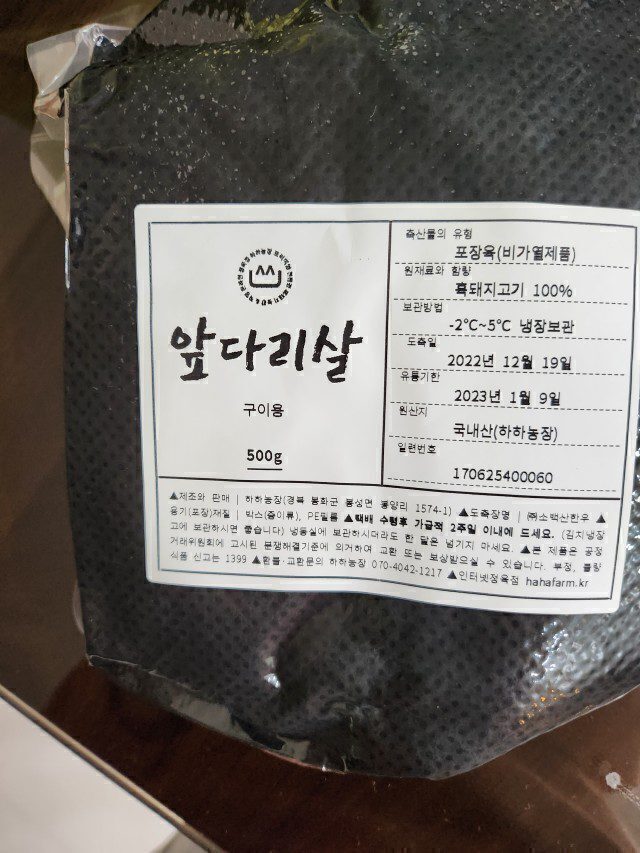 앞다리살
구이용
500g
축산물의 유형
포장육(비가열제품)
원재료와 함량
흑돼지고기 100%
보관방법
-2℃~5℃ 냉장보관
도축일
2022년 12월 19일
유통기한
2023년 1월 9일
원산지
국내산(하하농장)
일련번호
170625400060
▲제조와 판매 | 하하농장(경북 봉화군 봉성면 동양리 1574-1) ▲도축장명 | ㈜소백산한우 ▲
용기(포장)재질 | 박스(종이류), PE필름 ▲택배 수령후 가급적 2주일 이내에 드세요. (김치냉장
고에 보관하시면 좋습니다) 냉동실에 보관하시더라도 한 달은 넘기지 마세요. ▲본 제품은 공정
거래위원회에 고시된 분쟁해결기준에 의거하여 교환 또는 보상받으실 수 있습니다. 부정, 불량
식품 신고는 1399 ▲환불·교환문의 하하농장 070-4042-1217 ▲인터넷정육점 hahafarm.kr